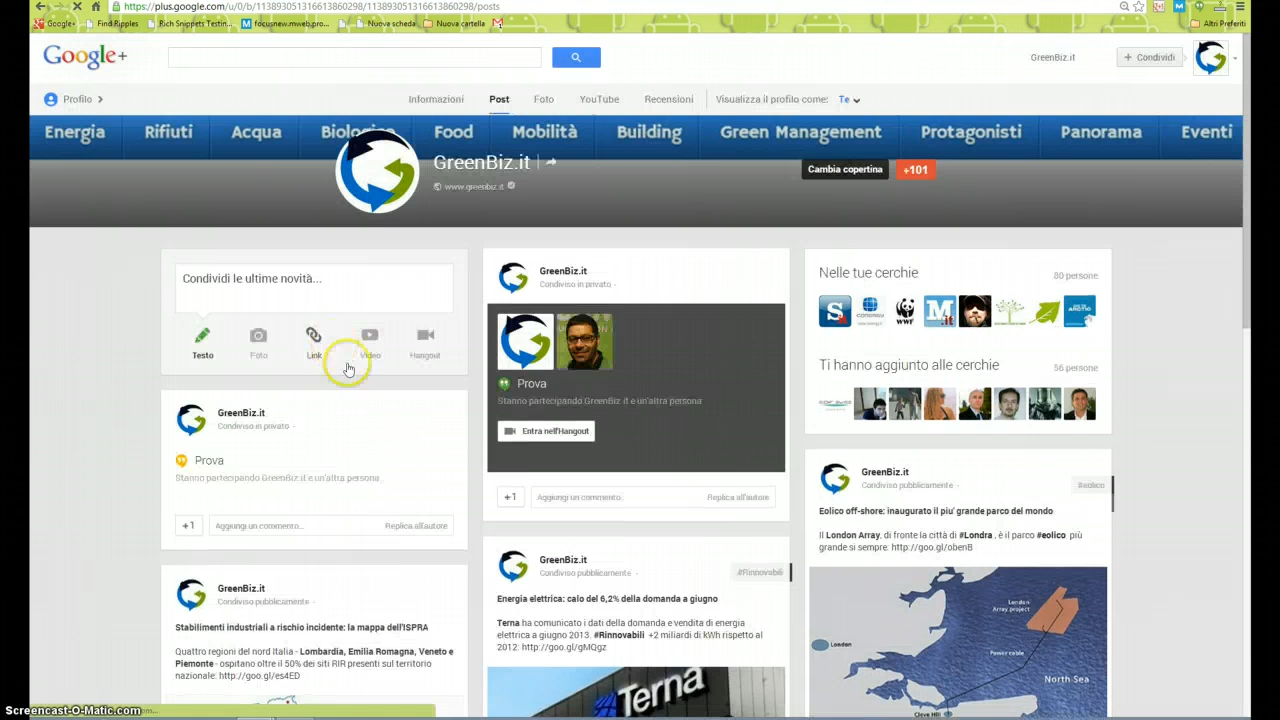 https://plus.google.com/u/0/b/113893051316613860298/113893051316613860298/posts
Google+
Find Ripples
Rich Snippets Testin...
focusnew.mweb.pro...
Nuova scheda
Nuova cartella
Altri Preferiti
Google+
GreenBiz.it
+ Condividi
Profilo
Informazioni
Post
Foto
YouTube
Recensioni
Visualizza il profilo come:
Te
Energia
Rifiuti
Acqua
Food
Mobilità
Building
Green Management
Protagonisti
Panorama
Eventi
GreenBiz.it
www.greenbiz.it
Cambia copertina
+101
Condividi le ultime novità...
Testo
Foto
Link
Video
Hangout
GreenBiz.it
Condiviso in privato -
Prova
Stanno partecipando GreenBiz.it e un'altra persona
+1
Aggiungi un commento...
Replica all'autore
GreenBiz.it
Condiviso pubblicamente -
Stabilimenti industriali a rischio incidente: la mappa dell'ISPRA
Quattro regioni del nord Italia - Lombardia, Emilia Romagna, Veneto e
Piemonte - ospitano oltre il 50% dei siti RIR presenti sul territorio
nazionale: http://goo.gl/es4ED
GreenBiz.it
Condiviso in privato -
Prova
Stanno partecipando GreenBiz.it e un'altra persona
Entra nell'Hangout
+1
Aggiungi un commento...
Replica all'autore
GreenBiz.it
Condiviso pubblicamente -
#Rinnovabili
Energia elettrica: calo del 6,2% della domanda a giugno
Terna ha comunicato i dati della domanda e vendita di energia
elettrica a giugno 2013. #Rinnovabili +2 miliardi di kWh rispetto al
2012: http://goo.gl/gMQgz
Terna
Nelle tue cerchie
80 persone
WWF
Ti hanno aggiunto alle cerchie
56 persone
GreenBiz.it
Condiviso pubblicamente -
#eolico
Eolico off-shore: inaugurato il piu' grande parco del mondo
Il London Array, di fronte la città di #Londra, è il parco #eolico più
grande si sempre: http://goo.gl/obenB
London
Array project
London
Power cable
North Sea
Cleve Hill
Screencast-O-Matic.com